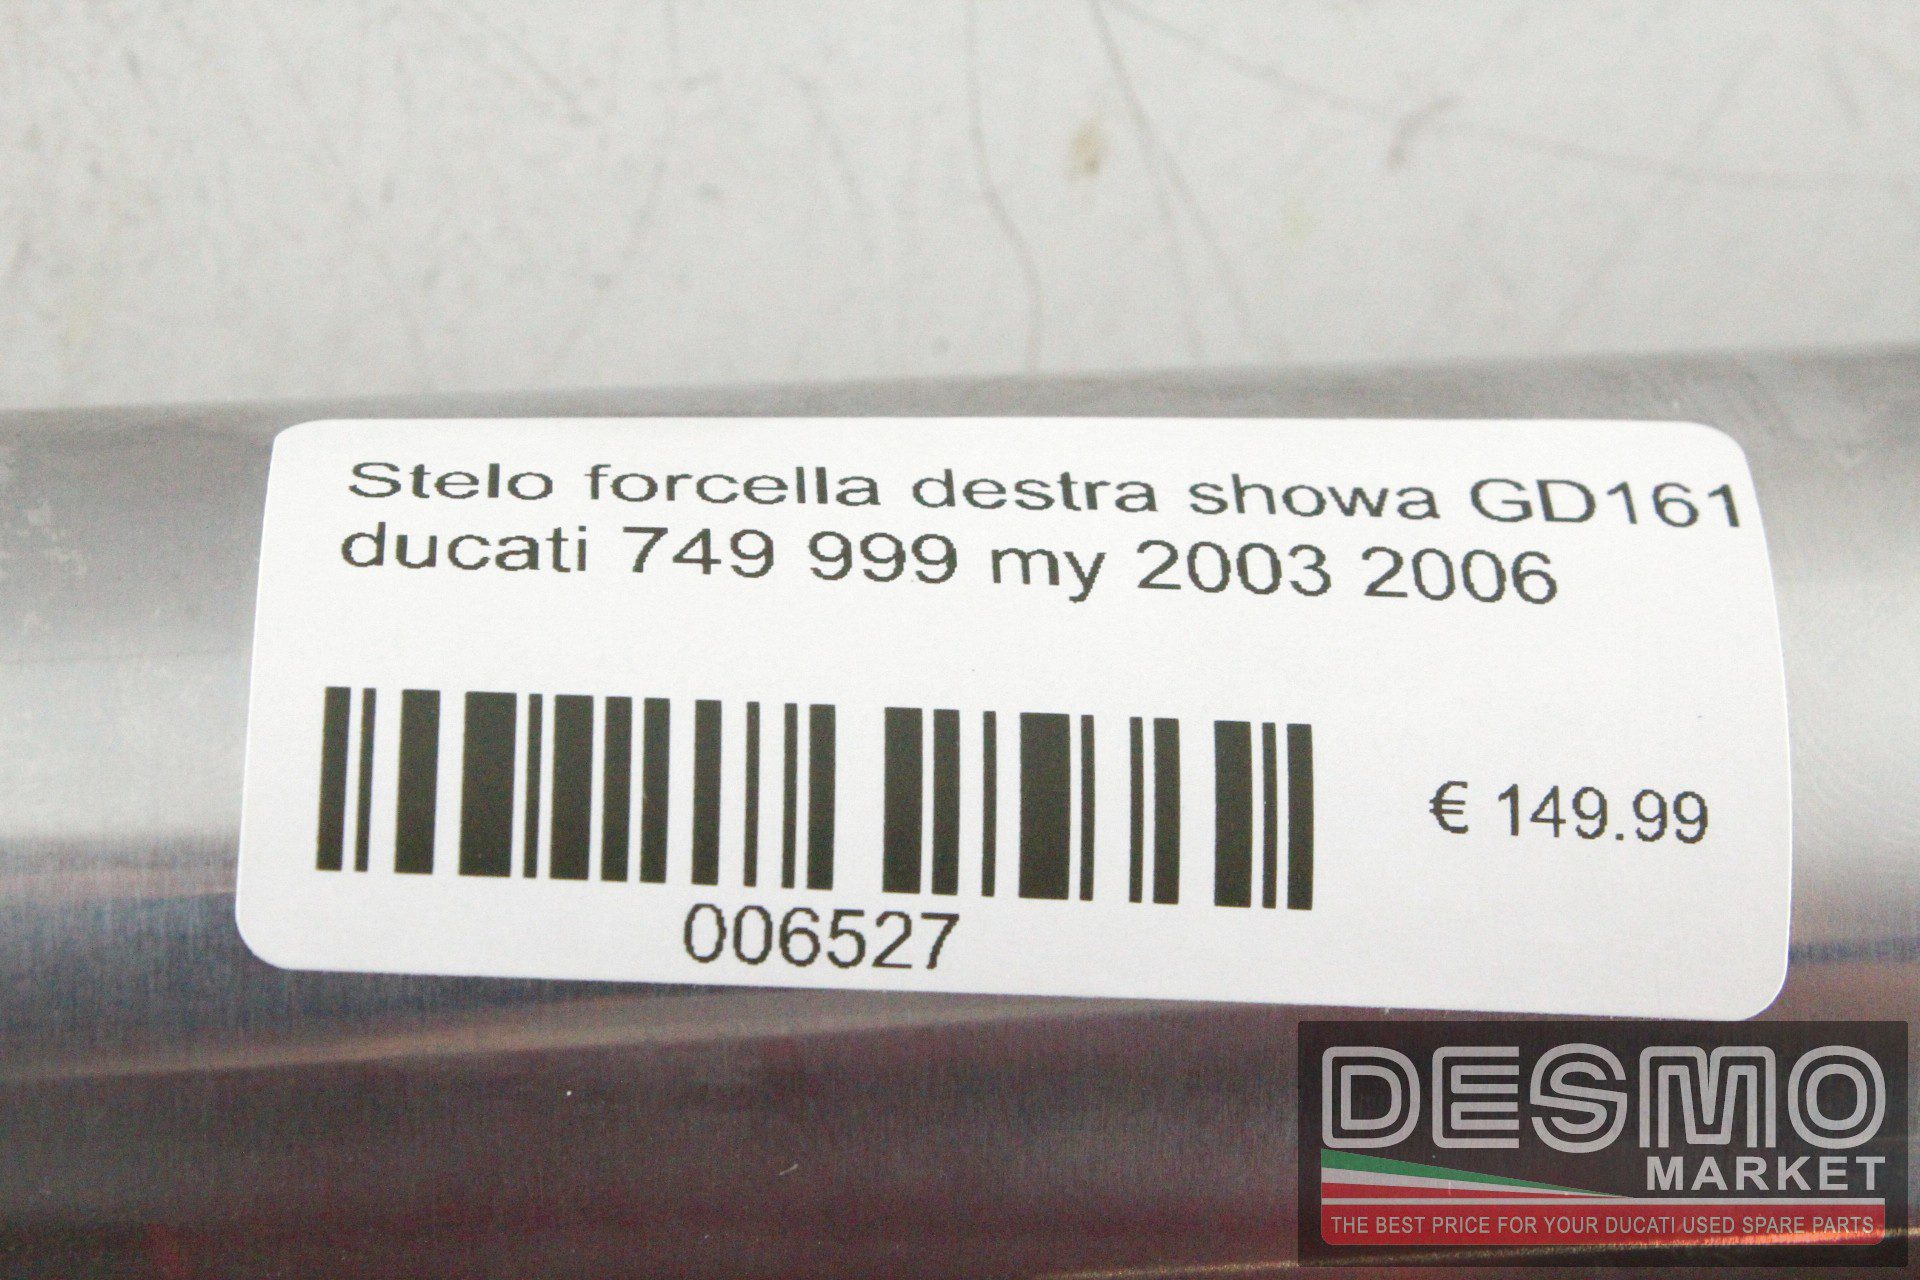 Stelo forcella destra showa GD161
ducati 749 999 my 2003 2006
€ 149.99
006527
DESMO
MARKET
THE BEST PRICE FOR YOUR DUCATI USED SPARE PARTS